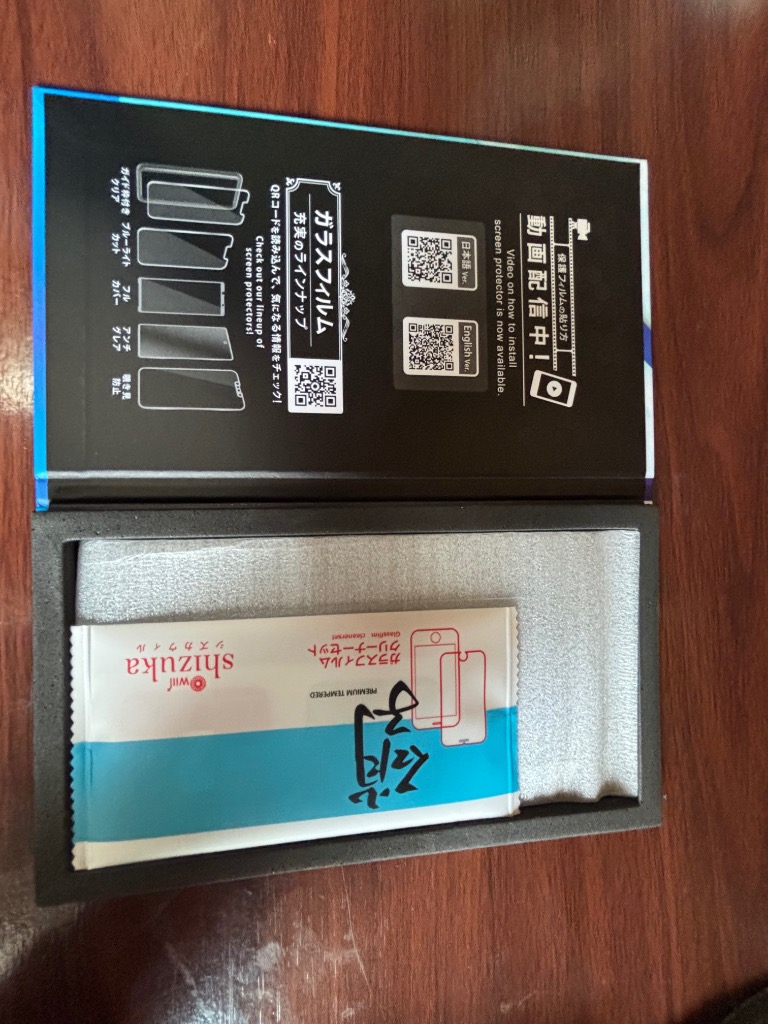 保護フィルムの貼り方
動画配信中！
Video on how to install
screen protector is now available.
日本語 Ver.
English Ver.
ガラスフィルム
充実のラインナップ
QRコードを読み込んで、気になる情報をチェック！
Check out our lineup of
screen protectors!
ガイド枠付き
クリア
ブルーライト
カット
フル
カバー
アンチ
グレア
覗き見
防止
Will
shizuka
シズカウィル
Glassfilm cleanerset
ガラスフィルム
クリーナーセット
PREMIUM TEMPERED